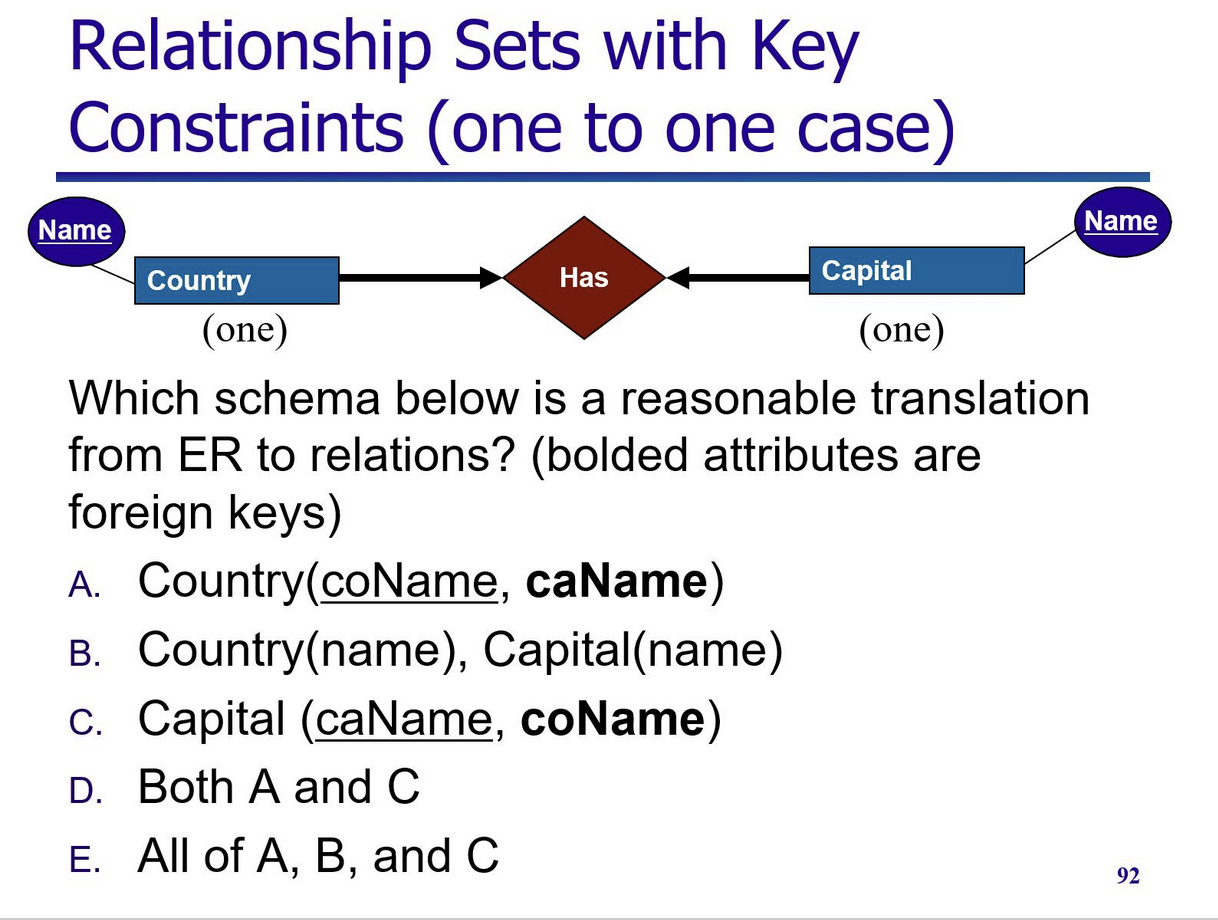 Relationship Sets with Key
Constraints (one to one case)
Name
Name
Country
Has
Capital
(one)
(one)
Which schema below is a reasonable translation
from ER to relations? (bolded attributes are
foreign keys)
A. Country(coName, caName)
B. Country(name), Capital(name)
C. Capital (caName, coName)
D. Both A and C
E. All of A, B, and C
92